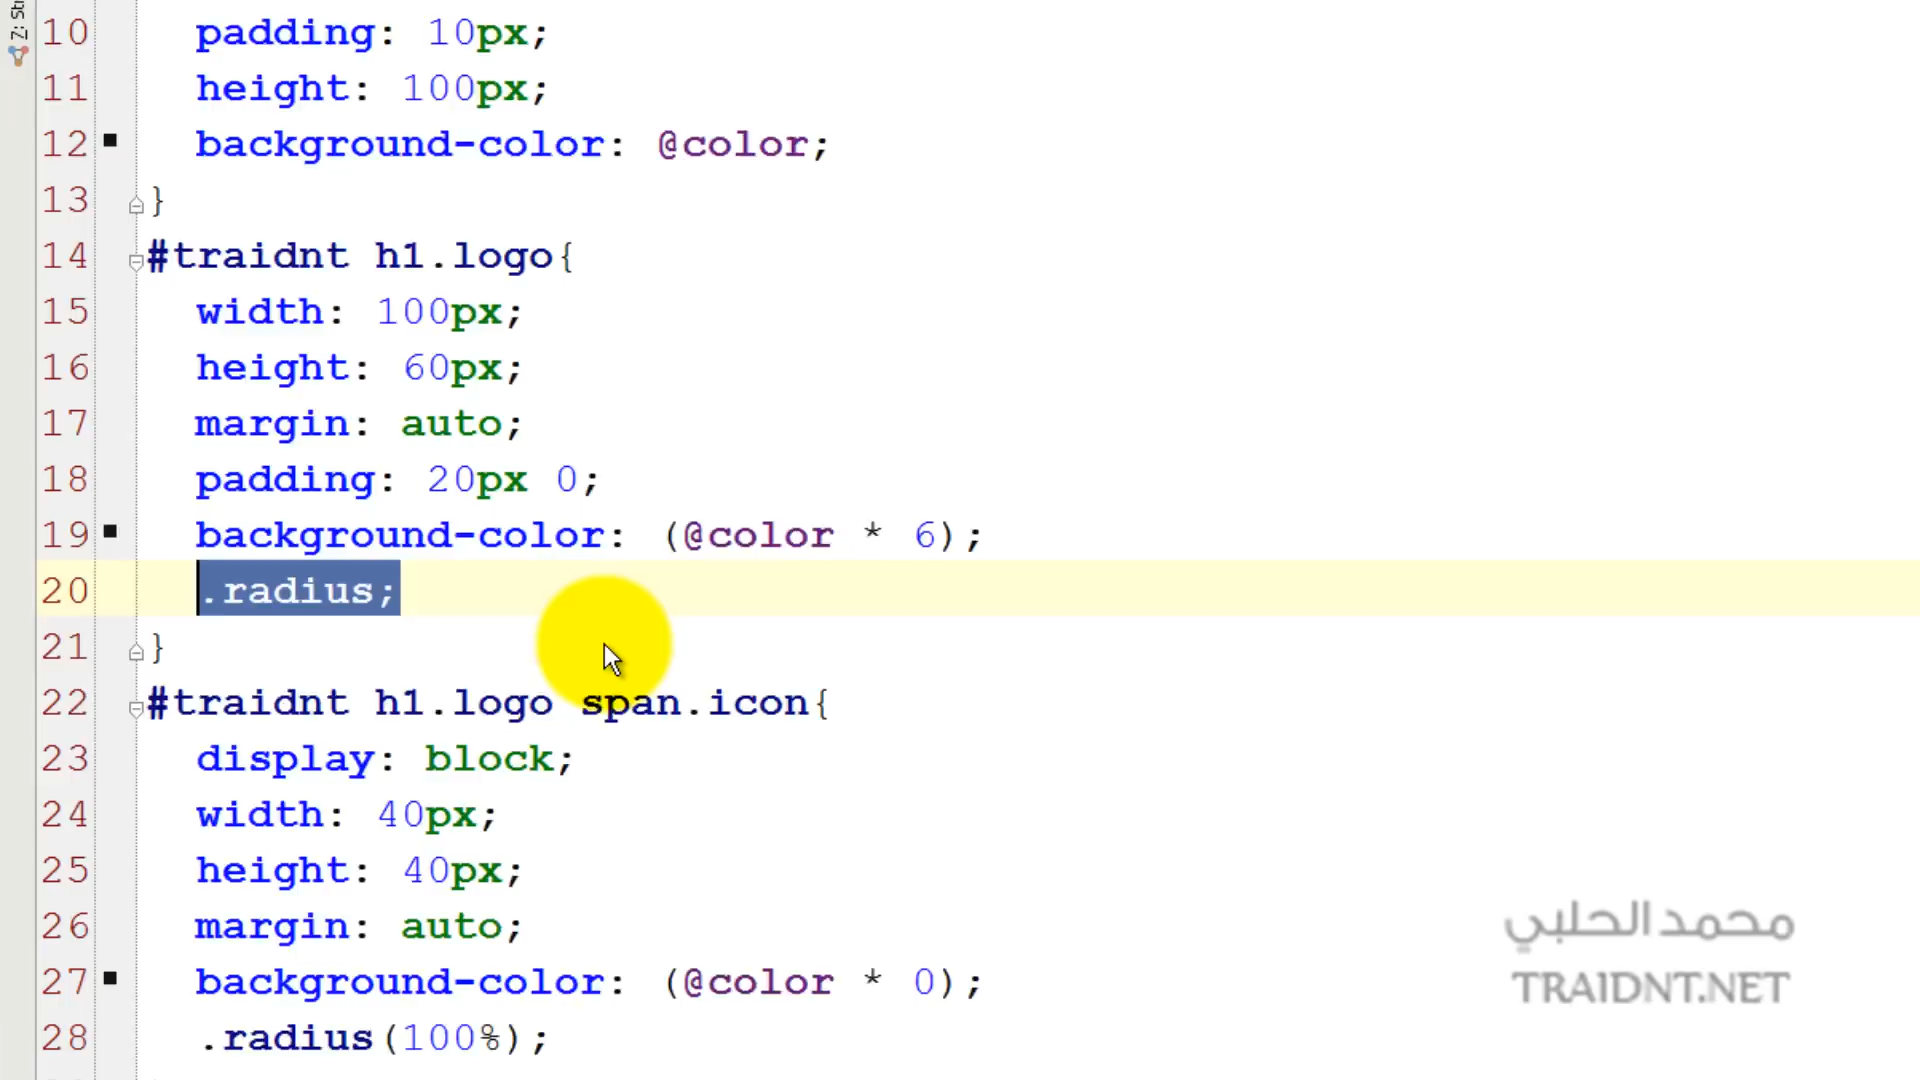 Z: St
10 padding: 10px;
11 height: 100px;
12 background-color: @color;
13 }
14 #traidnt h1.logo{
15 width: 100px;
16 height: 60px;
17 margin: auto;
18 padding: 20px 0;
19 background-color: (@color * 6);
20 .radius;
21 }
22 #traidnt h1.logo span.icon{
23 display: block;
24 width: 40px;
25 height: 40px;
26 margin: auto;
27 background-color: (@color * 0);
28 .radius(100%);
محمد الحلبي
TRAIDNT.NET